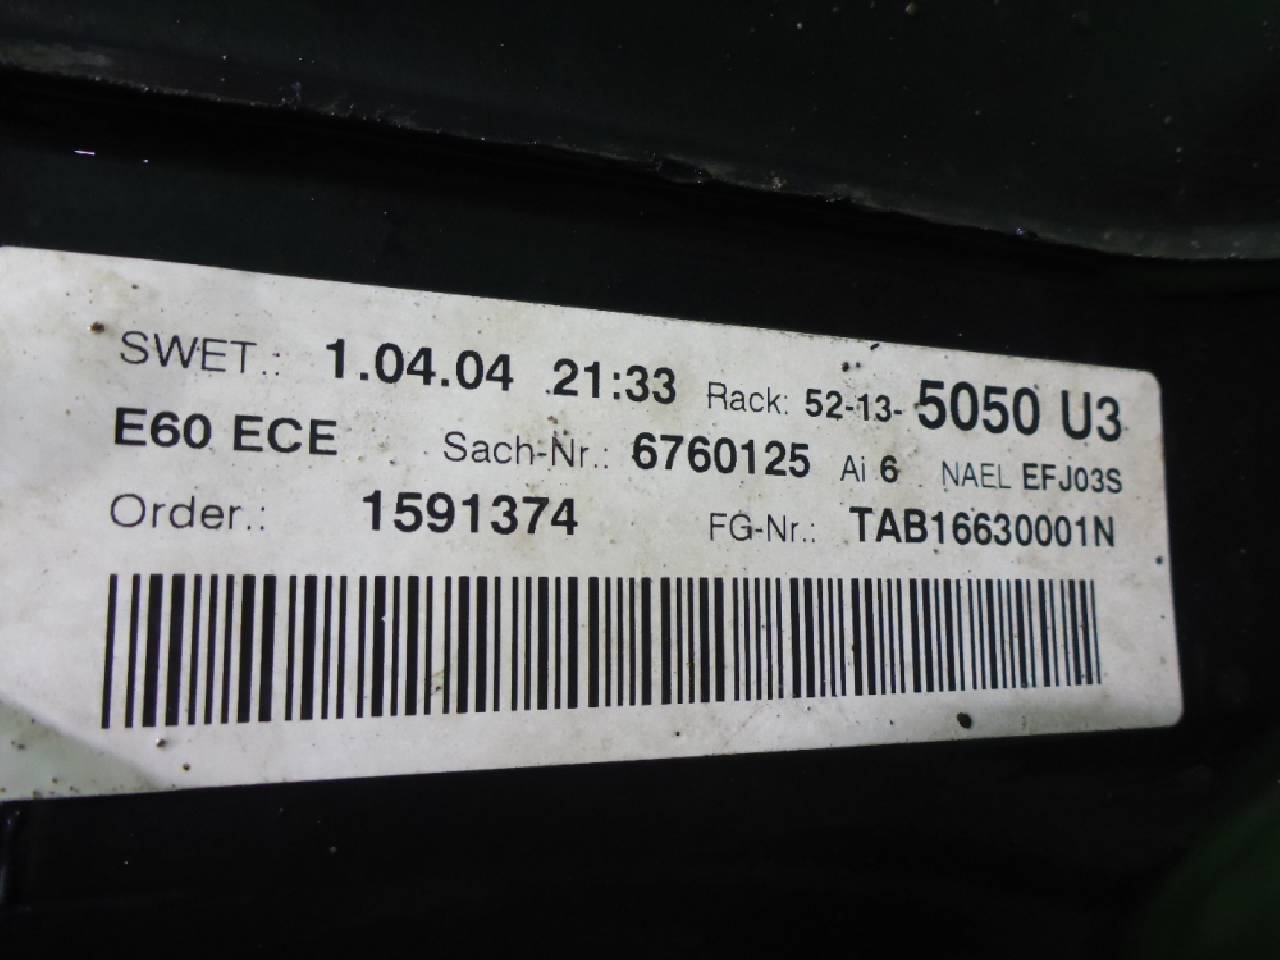 SWET.: 1.04.04 21:33 Rack: 52-13-5050 U3
E60 ECE Sach-Nr.: 6760125 Ai 6 NAEL EFJ03S
Order.: 1591374 FG-Nr.: TAB16630001N